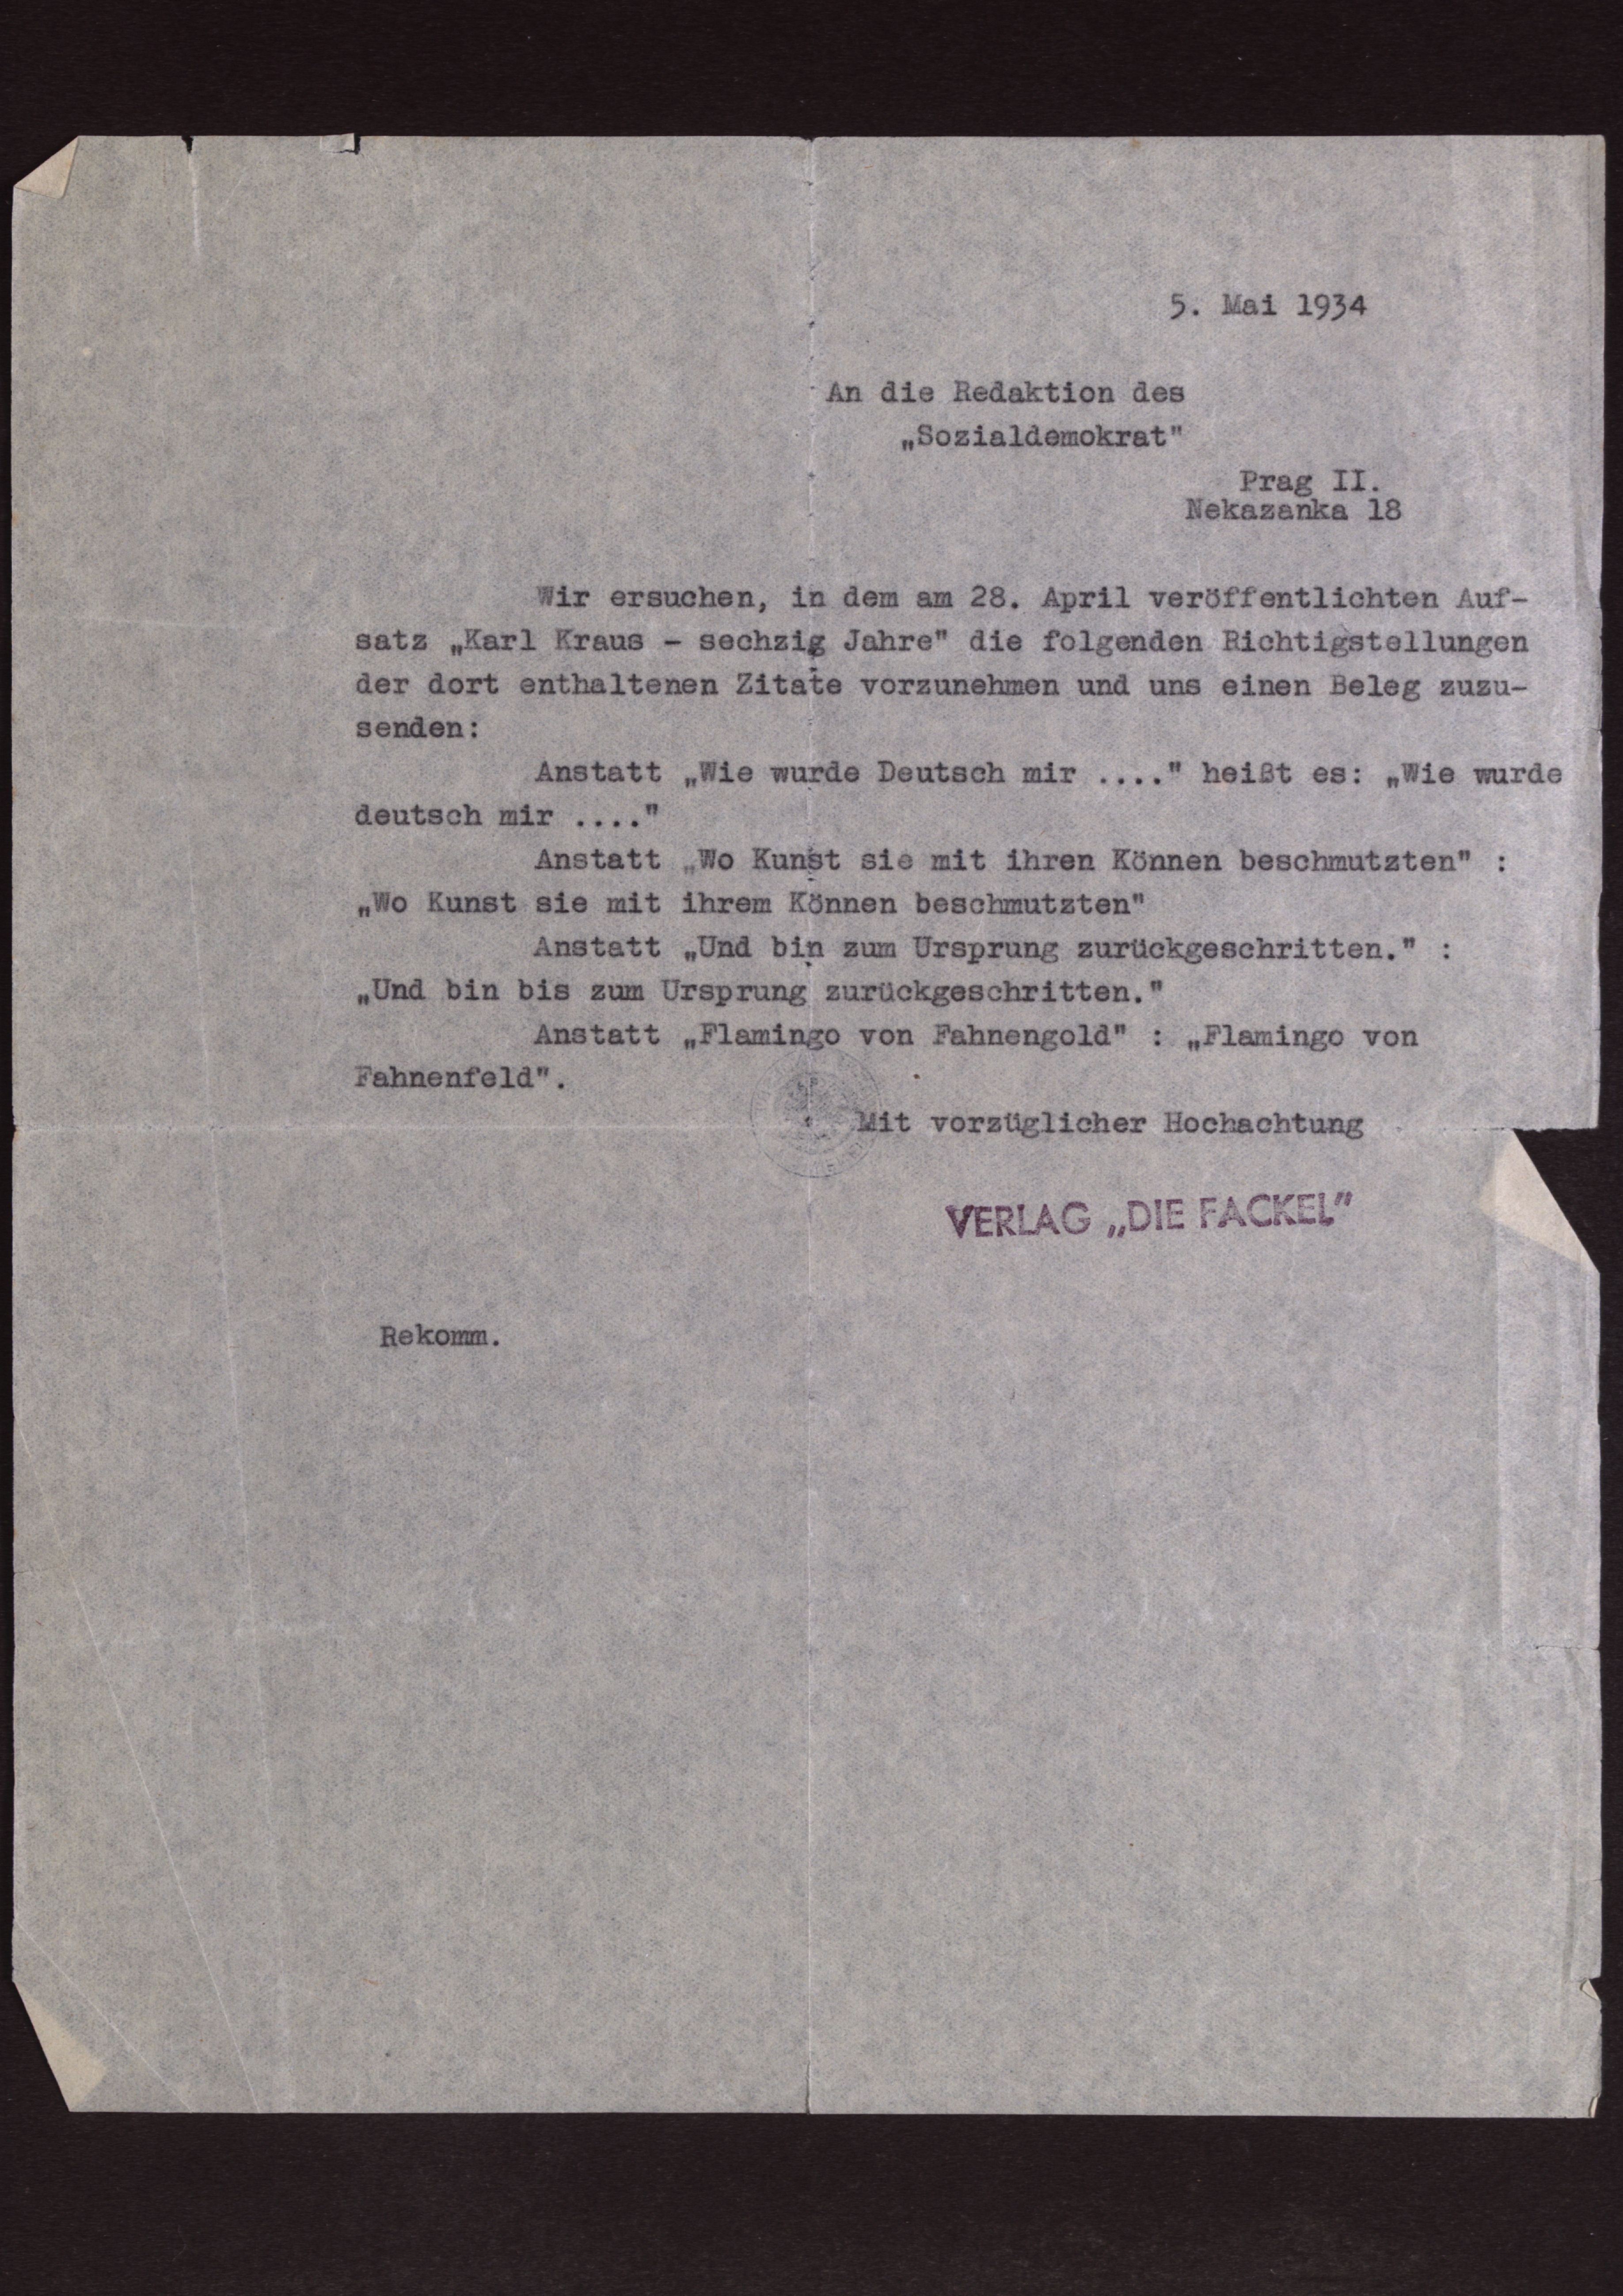 5. Mai 1934
An die Redaktion des
„Sozialdemokrat"
Prag II.
Nekazanka 18
Wir ersuchen, in dem am 28. April veröffentlichten Auf-
satz „Karl Kraus - sechzig Jahre" die folgenden Richtigstellungen
der dort enthaltenen Zitate vorzunehmen und uns einen Beleg zuzu-
senden:
Anstatt „Wie wurde Deutsch mir ...." heißt es: „Wie wurde
deutsch mir ...."
Anstatt „Wo Kunst sie mit ihren Können beschmutzten" :
„Wo Kunst sie mit ihrem Können beschmutzten"
Anstatt „Und bin zum Ursprung zurückgeschritten." :
„Und bin bis zum Ursprung zurückgeschritten."
Anstatt „Flamingo von Fahnengold" : „Flamingo von
Fahnenfeld".
Mit vorzüglicher Hochachtung
VERLAG „DIE FACKEL"
Rekomm.